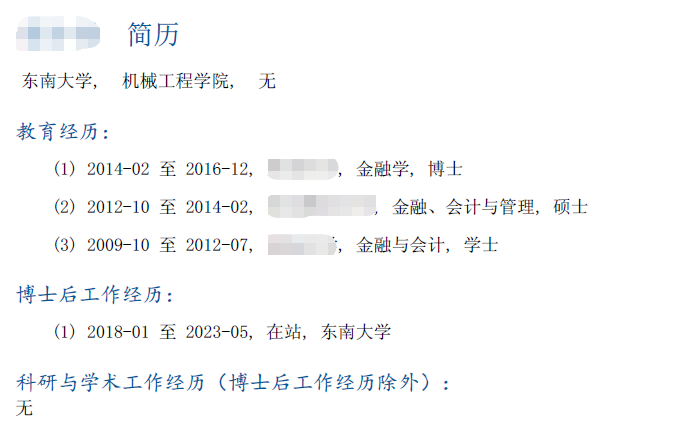 简历
东南大学, 机械工程学院, 无
教育经历:
(1) 2014-02 至 2016-12, , 金融学, 博士
(2) 2012-10 至 2014-02, , 金融、会计与管理, 硕士
(3) 2009-10 至 2012-07, , 金融与会计, 学士
博士后工作经历:
(1) 2018-01 至 2023-05, 在站, 东南大学
科研与学术工作经历（博士后工作经历除外）:
无